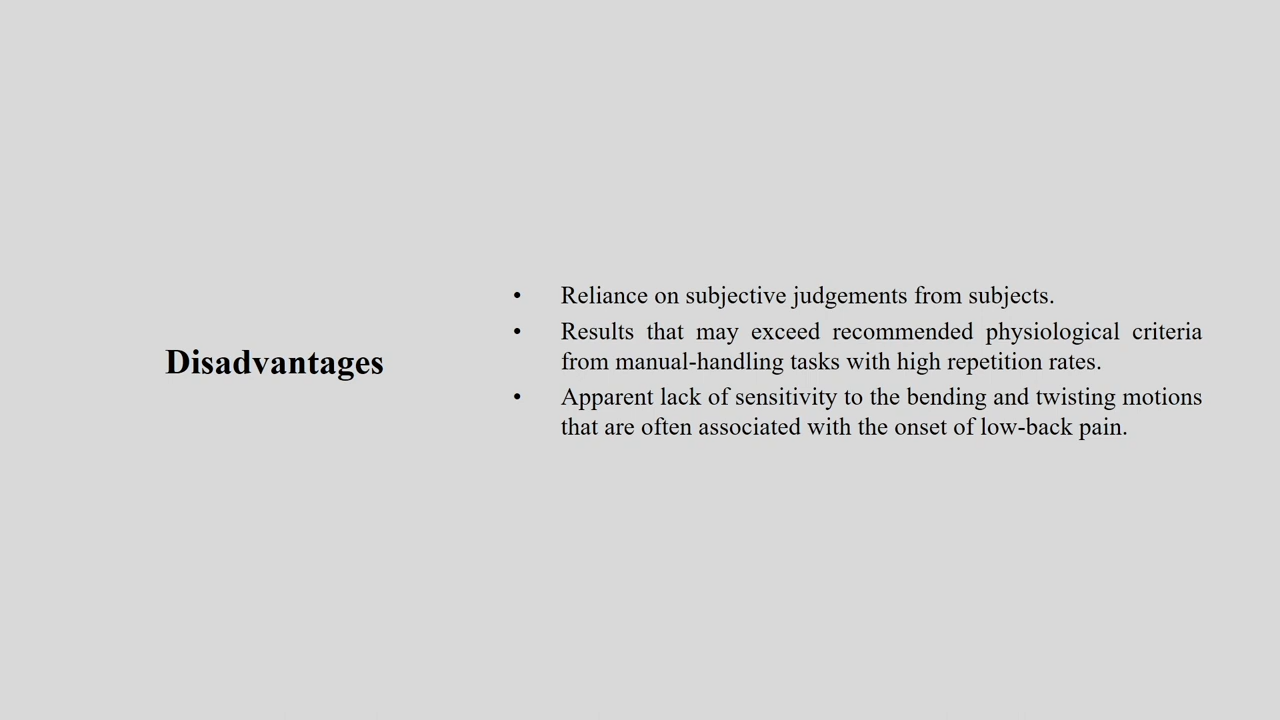 Disadvantages
• Reliance on subjective judgements from subjects.
• Results that may exceed recommended physiological criteria
from manual-handling tasks with high repetition rates.
• Apparent lack of sensitivity to the bending and twisting motions
that are often associated with the onset of low-back pain.